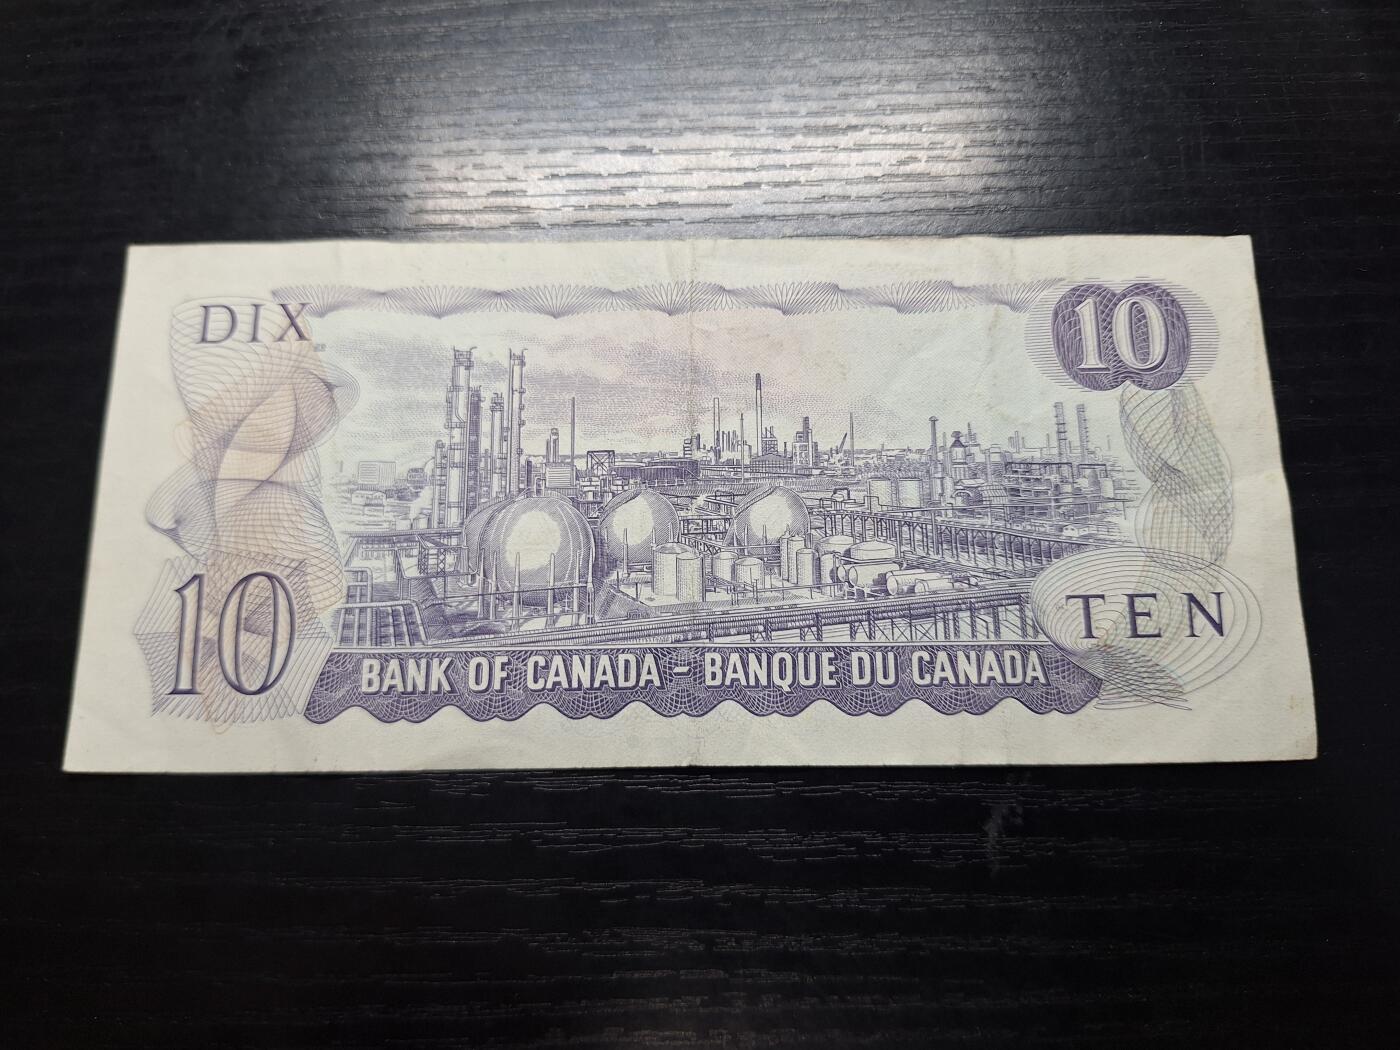 DIX
10
10
TEN
BANK OF CANADA - BANQUE DU CANADA